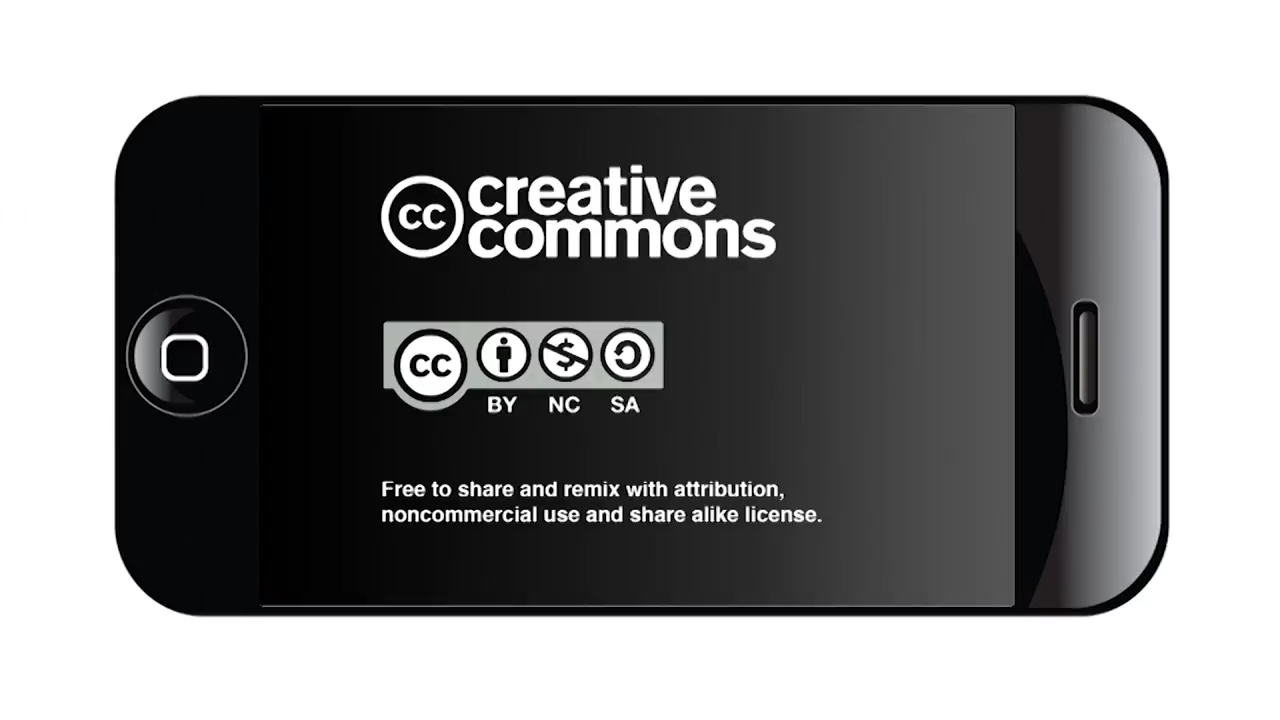 cc creative
commons
cc
BY NC SA
Free to share and remix with attribution,
noncommercial use and share alike license.